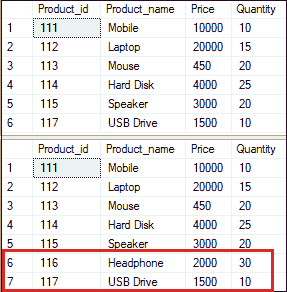 Product_id Product_name Price Quantity
1 111 Mobile 10000 10
2 112 Laptop 20000 15
3 113 Mouse 450 20
4 114 Hard Disk 4000 25
5 115 Speaker 3000 20
6 117 USB Drive 1500 10
Product_id Product_name Price Quantity
1 111 Mobile 10000 10
2 112 Laptop 20000 15
3 113 Mouse 450 20
4 114 Hard Disk 4000 25
5 115 Speaker 3000 20
6 116 Headphone 2000 30
7 117 USB Drive 1500 10